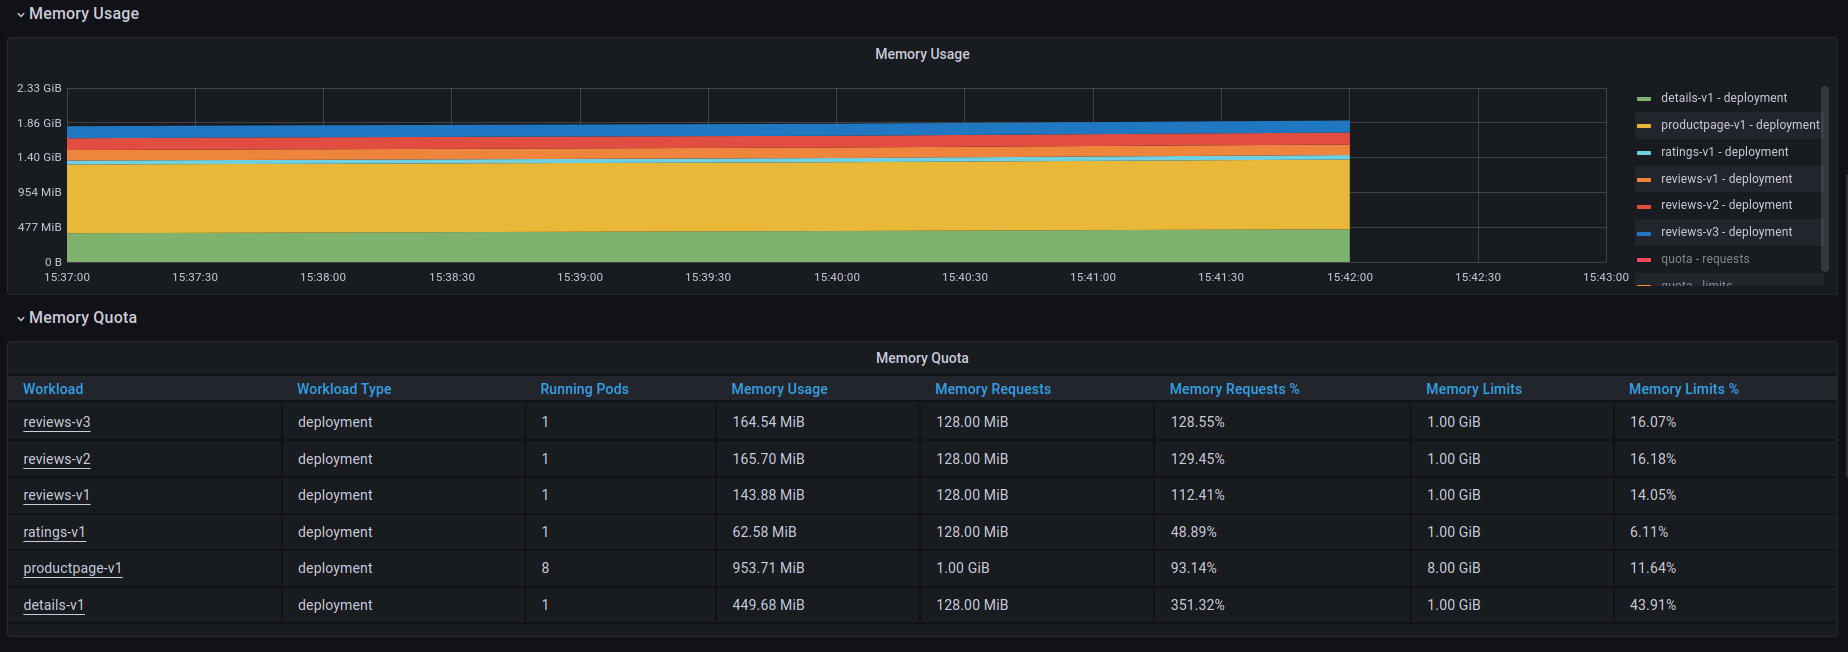 Memory Usage
Memory Usage
2.33 GiB
1.86 GiB
1.40 GiB
954 MiB
477 MiB
0 B
15:37:00 15:37:30 15:38:00 15:38:30 15:39:00 15:39:30 15:40:00 15:40:30 15:41:00 15:41:30 15:42:00 15:42:30 15:43:00
details-v1 - deployment
productpage-v1 - deployment
ratings-v1 - deployment
reviews-v1 - deployment
reviews-v2 - deployment
reviews-v3 - deployment
quota - requests
quota - limits
Memory Quota
Memory Quota
Workload Workload Type Running Pods Memory Usage Memory Requests Memory Requests % Memory Limits Memory Limits %
reviews-v3 deployment 1 164.54 MiB 128.00 MiB 128.55% 1.00 GiB 16.07%
reviews-v2 deployment 1 165.70 MiB 128.00 MiB 129.45% 1.00 GiB 16.18%
reviews-v1 deployment 1 143.88 MiB 128.00 MiB 112.41% 1.00 GiB 14.05%
ratings-v1 deployment 1 62.58 MiB 128.00 MiB 48.89% 1.00 GiB 6.11%
productpage-v1 deployment 8 953.71 MiB 1.00 GiB 93.14% 8.00 GiB 11.64%
details-v1 deployment 1 449.68 MiB 128.00 MiB 351.32% 1.00 GiB 43.91%